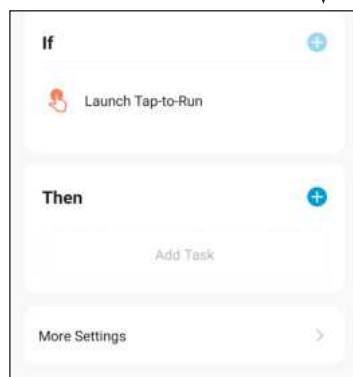 If
Launch Tap-to-Run
Then
Add Task
More Settings